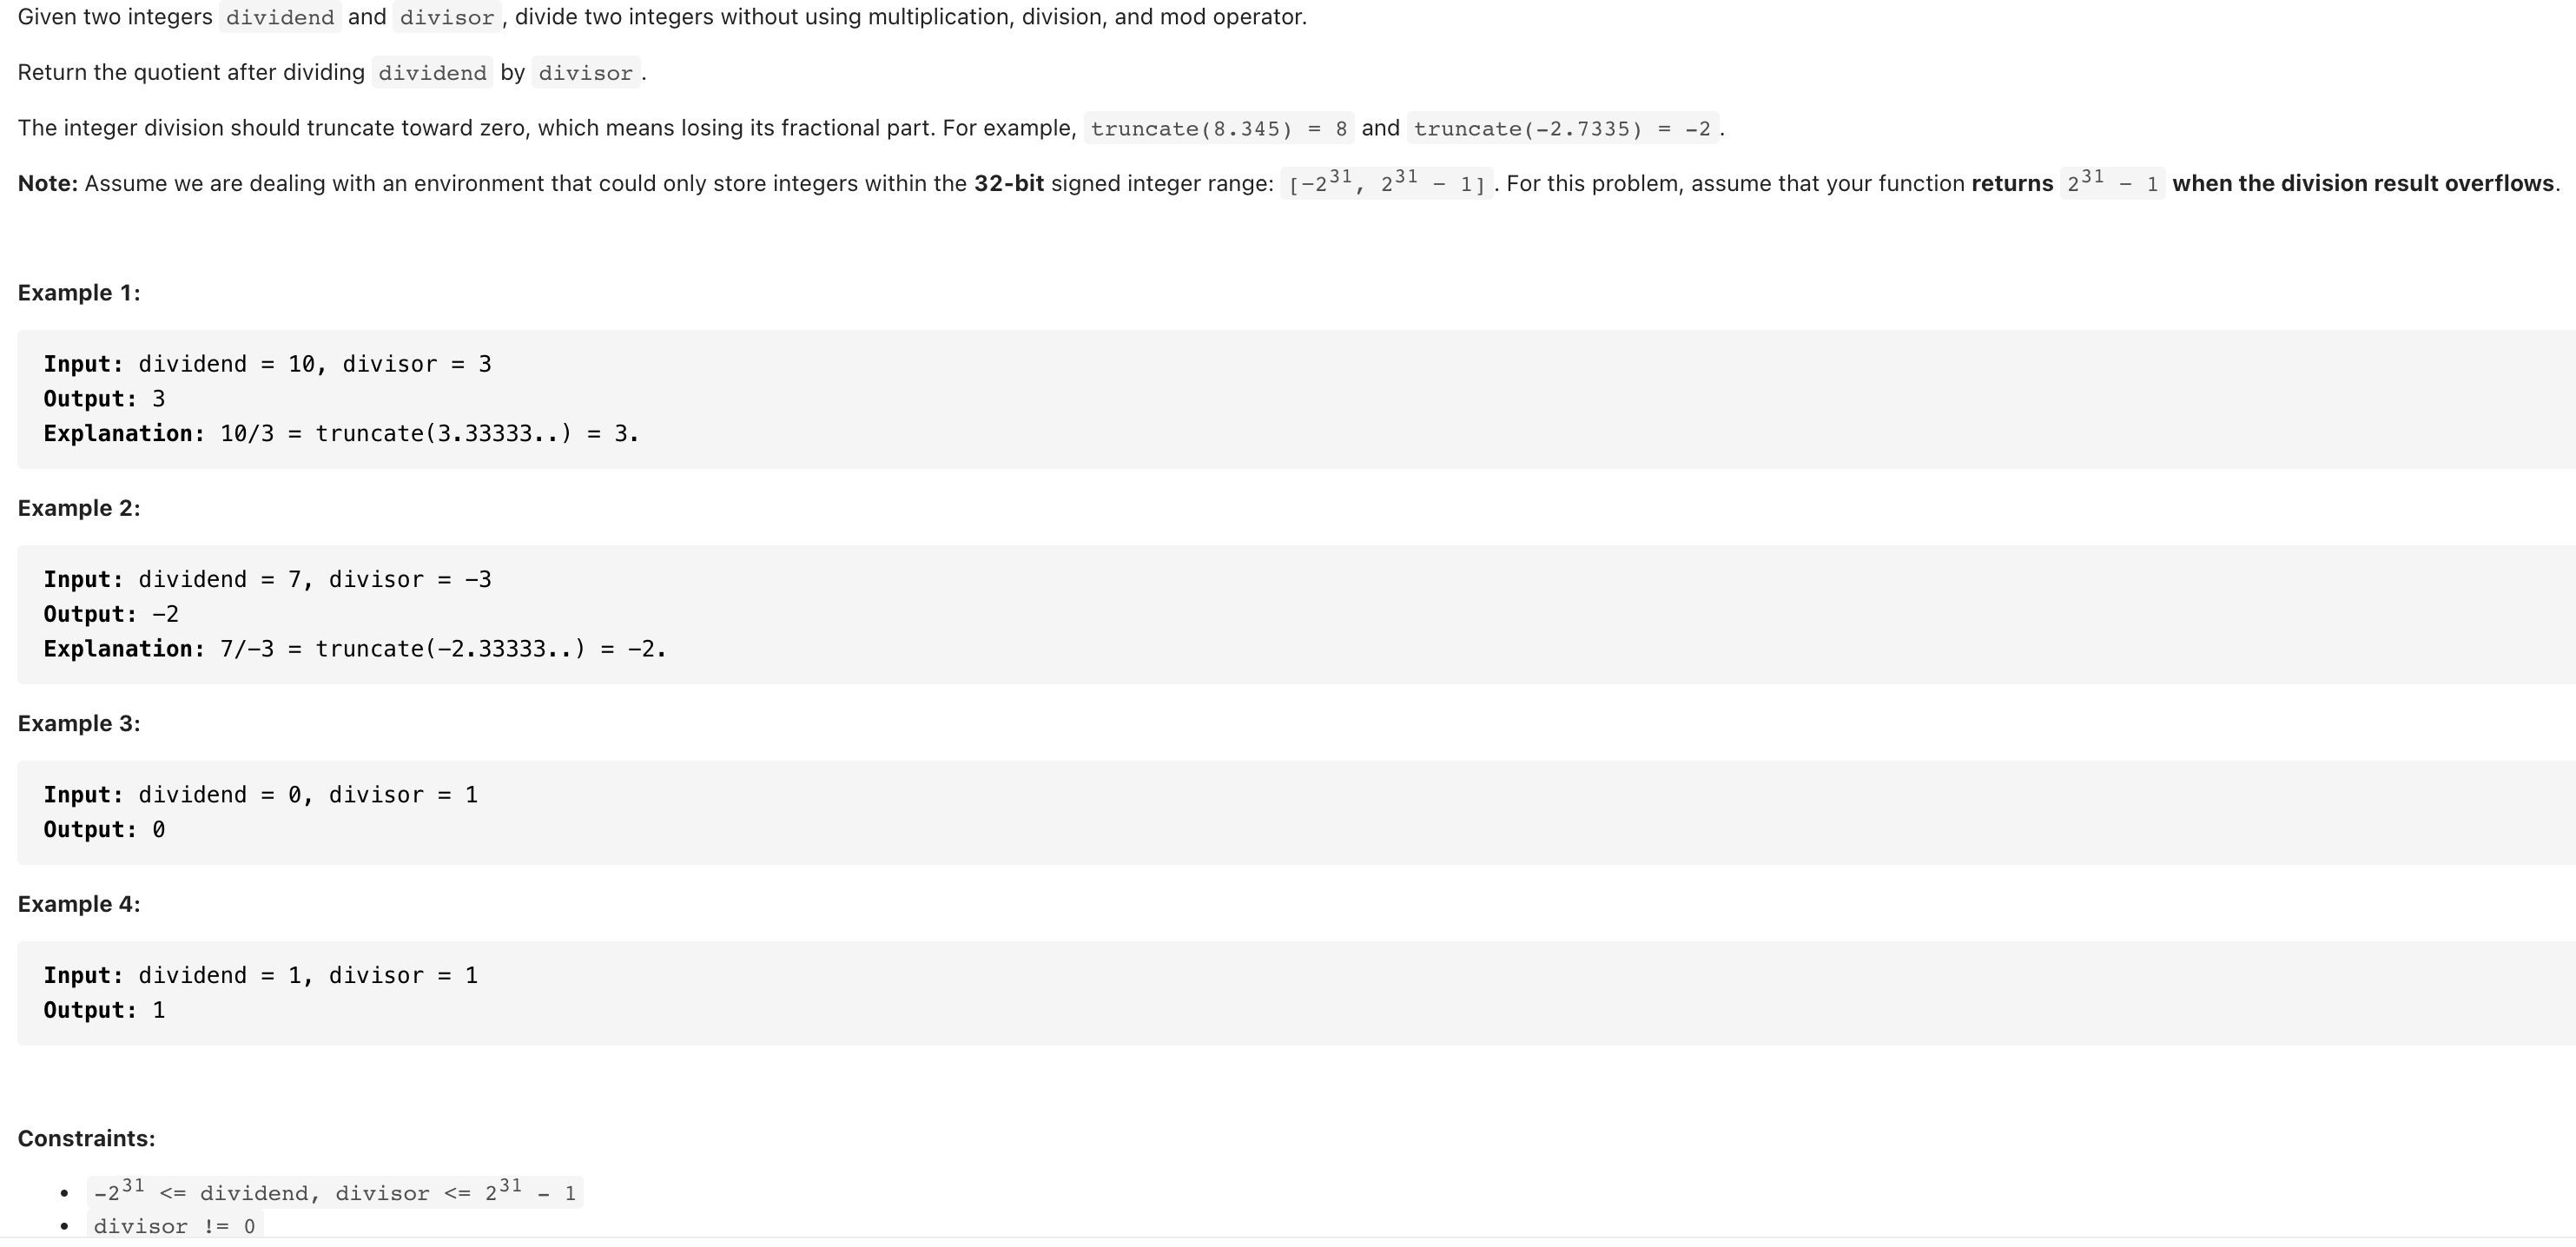 Given two integers dividend and divisor, divide two integers without using multiplication, division, and mod operator.
Return the quotient after dividing dividend by divisor.
The integer division should truncate toward zero, which means losing its fractional part. For example, truncate(8.345) = 8 and truncate(-2.7335) = -2.
Note: Assume we are dealing with an environment that could only store integers within the 32-bit signed integer range: [-2^31, 2^31 - 1]. For this problem, assume that your function returns 2^31 - 1 when the division result overflows.
Example 1:
Input: dividend = 10, divisor = 3
Output: 3
Explanation: 10/3 = truncate(3.33333..) = 3.
Example 2:
Input: dividend = 7, divisor = -3
Output: -2
Explanation: 7/-3 = truncate(-2.33333..) = -2.
Example 3:
Input: dividend = 0, divisor = 1
Output: 0
Example 4:
Input: dividend = 1, divisor = 1
Output: 1
Constraints:
• -2^31 <= dividend, divisor <= 2^31 - 1
• divisor != 0